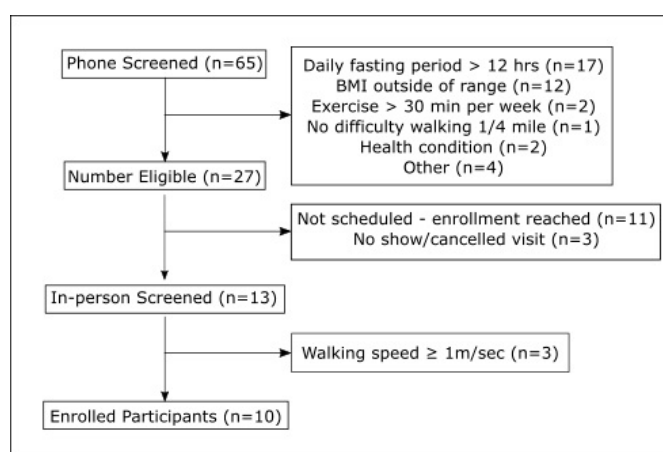 Phone Screened (n=65)
Daily fasting period > 12 hrs (n=17)
BMI outside of range (n=12)
Exercise > 30 min per week (n=2)
No difficulty walking 1/4 mile (n=1)
Health condition (n=2)
Other (n=4)
Number Eligible (n=27)
Not scheduled - enrollment reached (n=11)
No show/cancelled visit (n=3)
In-person Screened (n=13)
Walking speed ≥ 1m/sec (n=3)
Enrolled Participants (n=10)